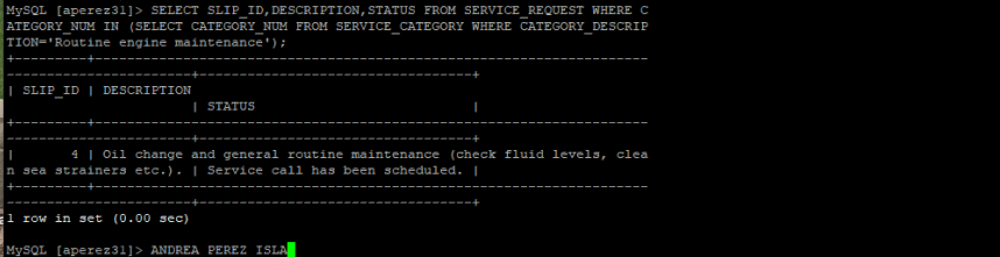 MySQL [aperez31]> SELECT SLIP_ID,DESCRIPTION,STATUS FROM SERVICE_REQUEST WHERE C
ATEGORY_NUM IN (SELECT CATEGORY_NUM FROM SERVICE_CATEGORY WHERE CATEGORY_DESCRIP
TION='Routine engine maintenance');
+---------+---------------------------------------------------------------------
-----------------------+----------------------------------+
| SLIP_ID | DESCRIPTION
                       | STATUS                           |
+---------+---------------------------------------------------------------------
-----------------------+----------------------------------+
|       4 | Oil change and general routine maintenance (check fluid levels, clea
n sea strainers etc.). | Service call has been scheduled. |
+---------+---------------------------------------------------------------------
-----------------------+----------------------------------+
1 row in set (0.00 sec)
MySQL [aperez31]> ANDREA PEREZ ISLA